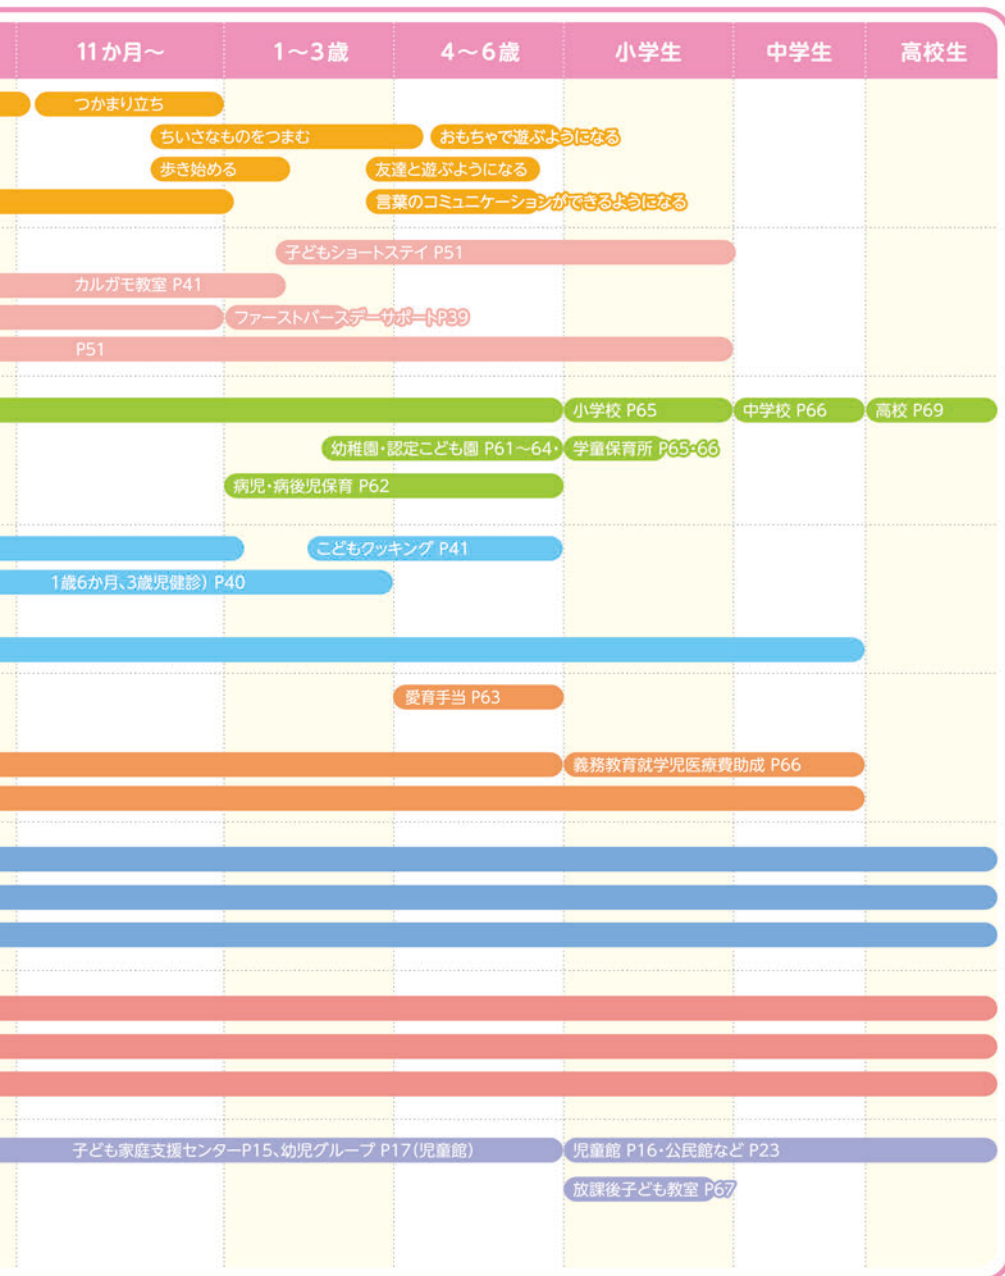 11か月～ 1～3歳 4～6歳 小学生 中学生 高校生
つかまり立ち
ちいさなものをつまむ おもちゃで遊ぶようになる
歩き始める 友達と遊ぶようになる
言葉のコミュニケーションができるようになる
子どもショートステイ P51
カルガモ教室 P41
ファーストバースデーサポートP39
P51
小学校 P65 中学校 P66 高校 P69
幼稚園・認定こども園 P61～64・ 学童保育所 P65・66
病児・病後児保育 P62
こどもクッキング P41
1歳6か月、3歳児健診) P40
愛育手当 P63
義務教育就学児医療費助成 P66
子ども家庭支援センターP15、幼児グループ P17(児童館) 児童館 P16・公民館など P23
放課後子ども教室 P67